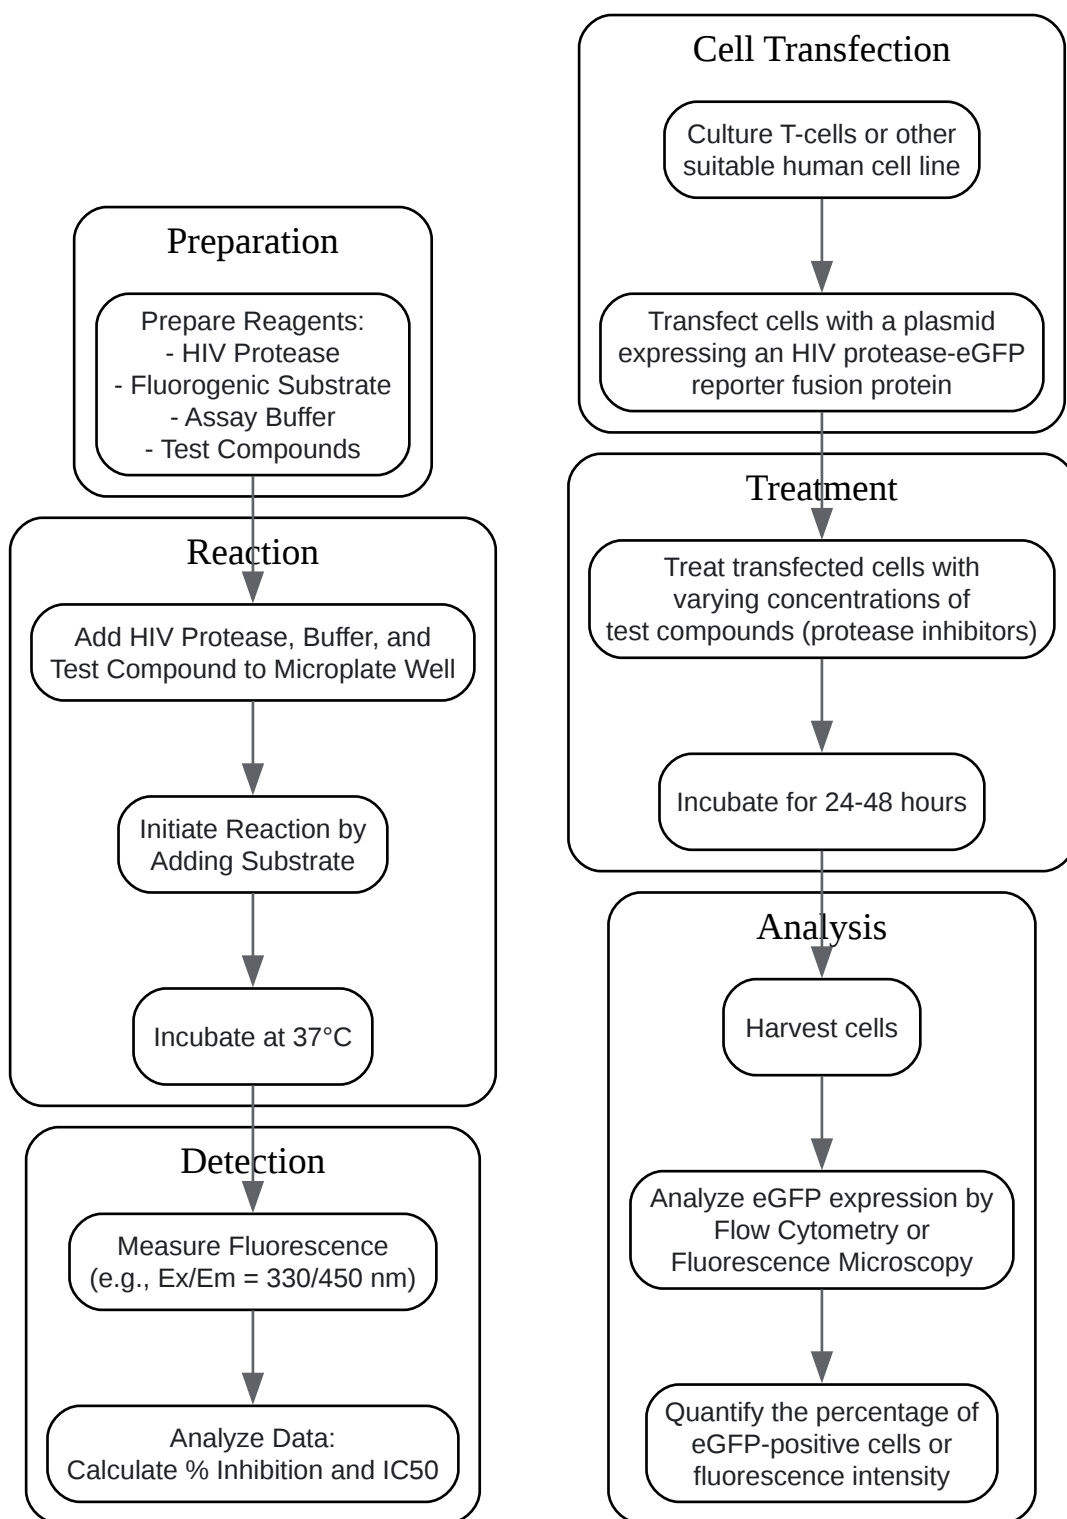 Preparation
Prepare Reagents:
- HIV Protease
- Fluorogenic Substrate
- Assay Buffer
- Test Compounds
Reaction
Add HIV Protease, Buffer, and
Test Compound to Microplate Well
Initiate Reaction by
Adding Substrate
Incubate at 37°C
Detection
Measure Fluorescence
(e.g., Ex/Em = 330/450 nm)
Analyze Data:
Calculate % Inhibition and IC50
Cell Transfection
Culture T-cells or other
suitable human cell line
Transfect cells with a plasmid
expressing an HIV protease-eGFP
reporter fusion protein
Treatment
Treat transfected cells with
varying concentrations of
test compounds (protease inhibitors)
Incubate for 24-48 hours
Analysis
Harvest cells
Analyze eGFP expression by
Flow Cytometry or
Fluorescence Microscopy
Quantify the percentage of
eGFP-positive cells or
fluorescence intensity